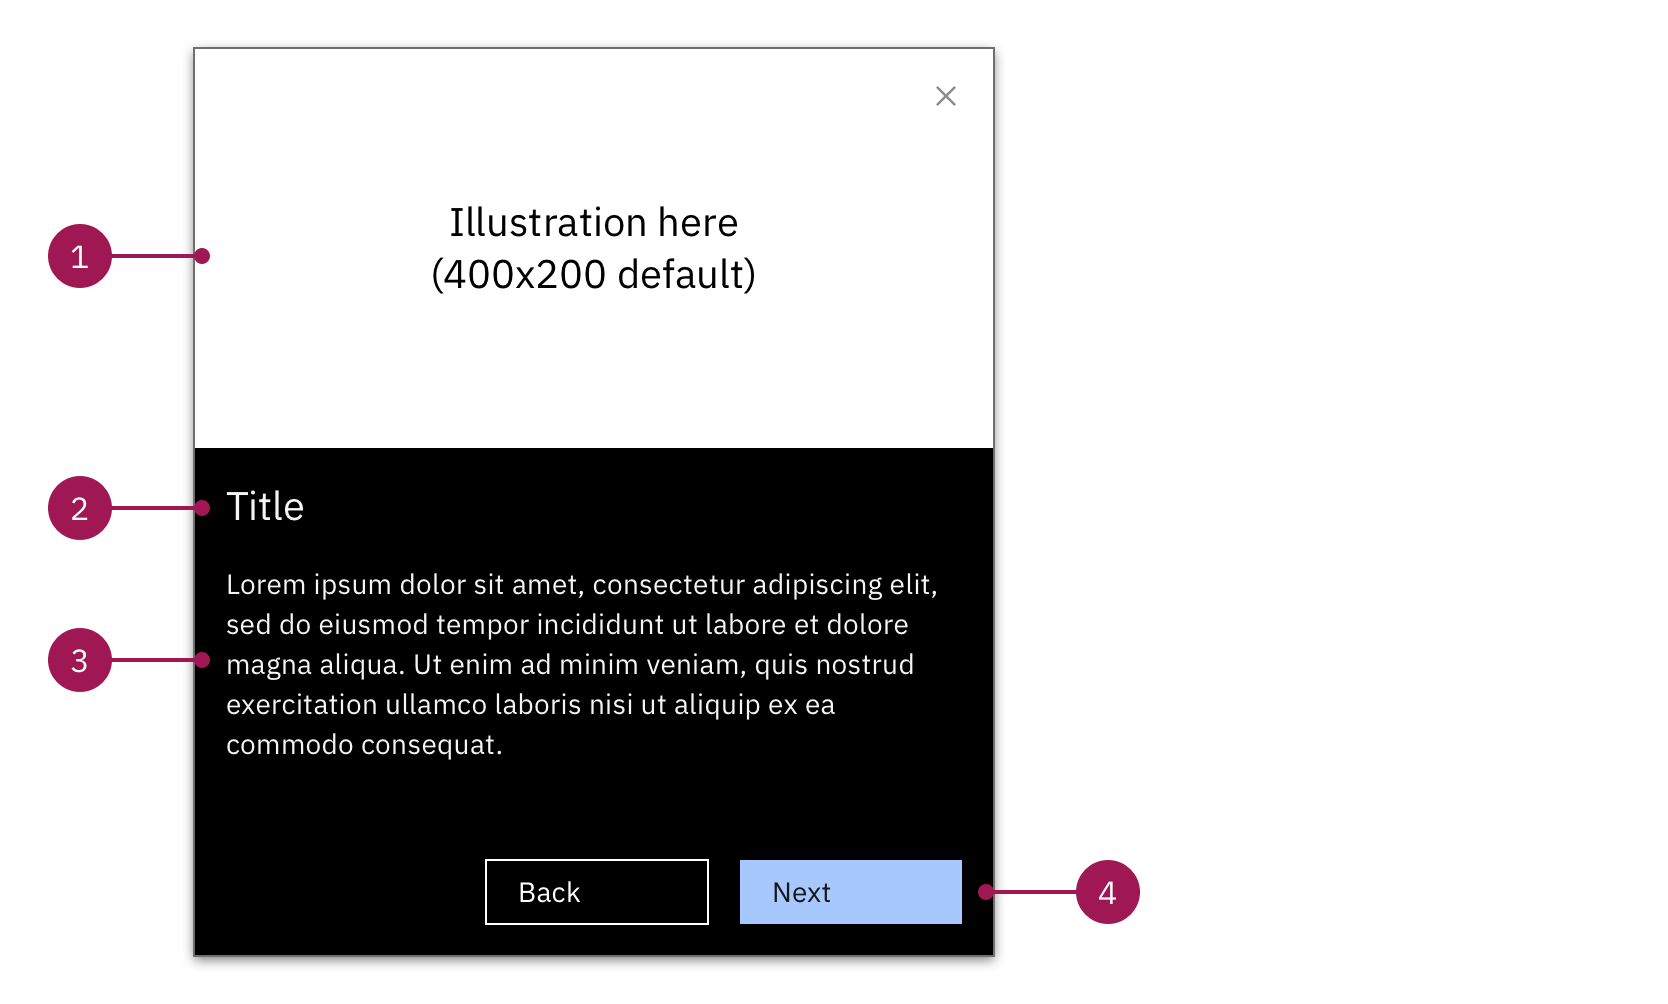 Illustration here
(400x200 default)
1
2
Title
Lorem ipsum dolor sit amet, consectetur adipiscing elit,
sed do eiusmod tempor incididunt ut labore et dolore
3
magna aliqua. Ut enim ad minim veniam, quis nostrud
exercitation ullamco laboris nisi ut aliquip ex ea
commodo consequat.
Back
Next
4